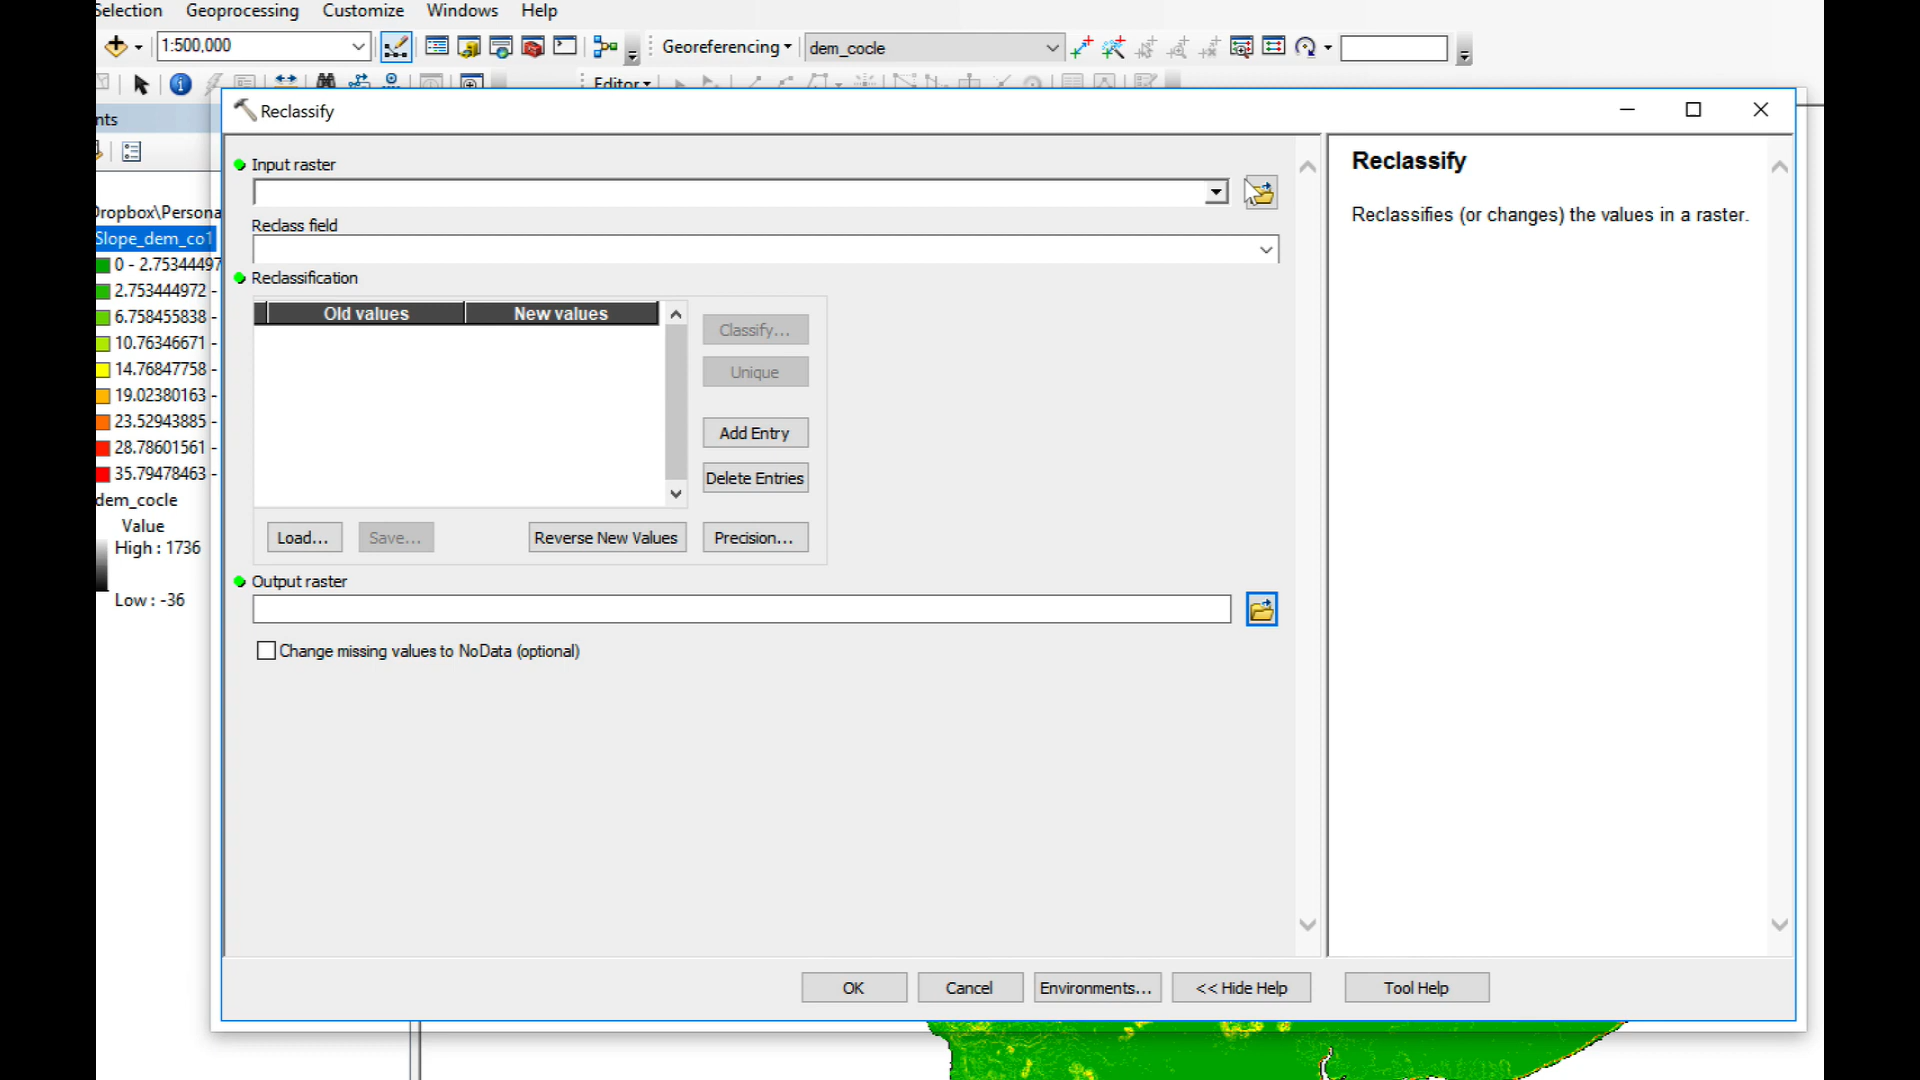 Selection Geoprocessing Customize Windows Help
1:500,000 Georeferencing dem_cocle
Editor
nts
Reclassify
Input raster
Reclass field
Reclassification
Old values New values
Classify...
Unique
Add Entry
Delete Entries
Load... Save... Reverse New Values Precision...
Output raster
Change missing values to NoData (optional)
OK Cancel Environments... << Hide Help Tool Help
Reclassify
Reclassifies (or changes) the values in a raster.
Dropbox\Persona
Slope_dem_co1
0 - 2.75344497
2.753444972 -
6.758455838 -
10.76346671 -
14.76847758 -
19.02380163 -
23.52943885 -
28.78601561 -
35.79478463 -
dem_cocle
Value
High : 1736
Low : -36